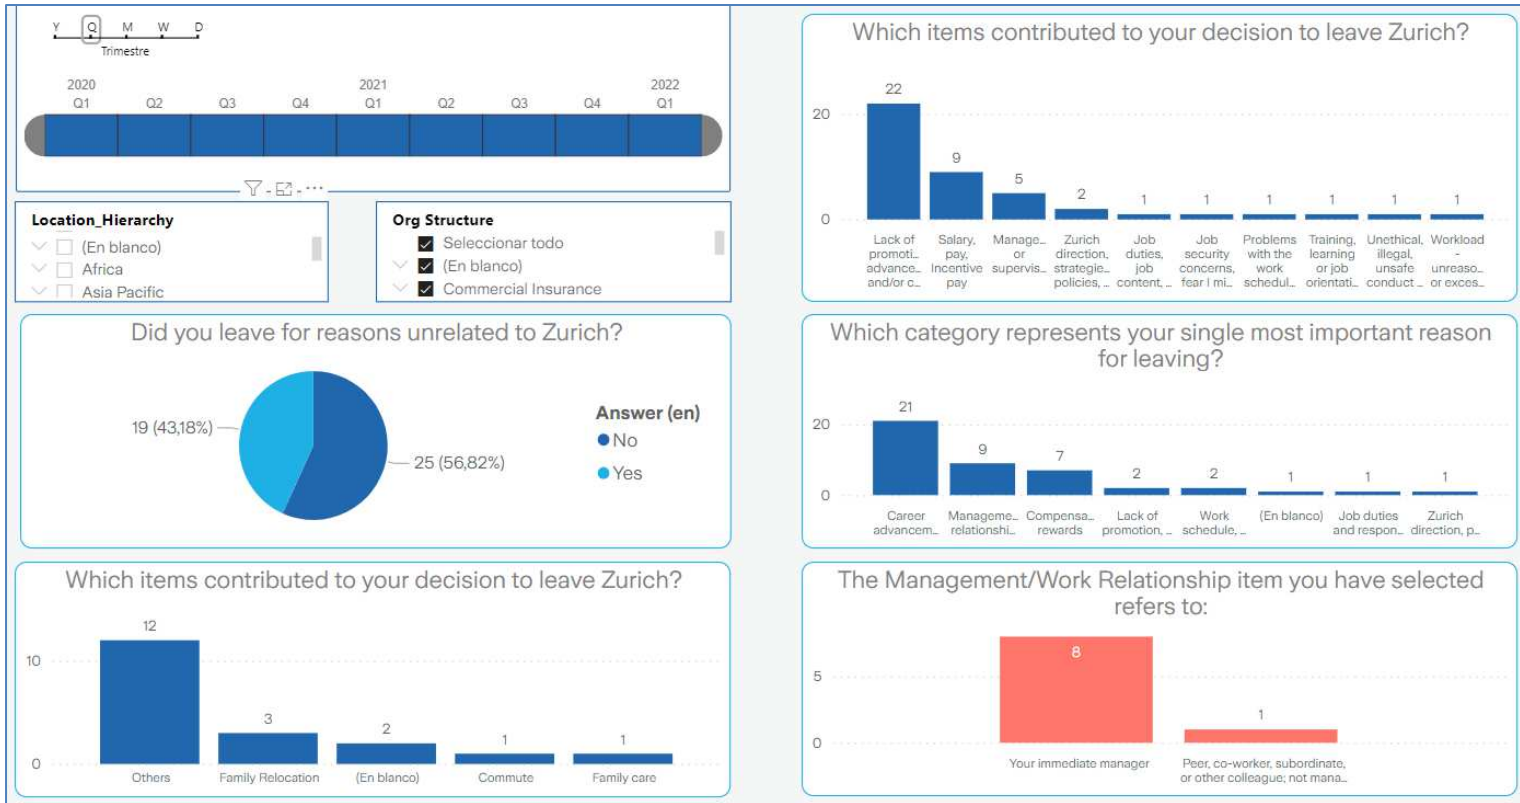 Y Q M W D
Trimestre
2020 2021 2022
Q1 Q2 Q3 Q4 Q1 Q2 Q3 Q4 Q1
Location_Hierarchy
(En blanco)
Africa
Asia Pacific
Org Structure
Seleccionar todo
(En blanco)
Commercial Insurance
Did you leave for reasons unrelated to Zurich?
19 (43,18%)
25 (56,82%)
Answer (en)
No
Yes
Which items contributed to your decision to leave Zurich?
12
10
3
2
1
1
0
Others
Family Relocation
(En blanco)
Commute
Family care
Which items contributed to your decision to leave Zurich?
22
20
9
5
2
1
1
1
1
1
1
0
Lack of
promoti...
advance...
and/or c...
Salary,
pay,
Incentive
pay
Manage...
or
supervis...
Zurich
direction,
strategie...
policies, ...
Job
duties,
job
content, ...
Job
security
concerns,
fear I mi...
Problems
with the
work
schedul...
Training,
learning
or job
orientati...
Unethical,
illegal,
unsafe
conduct ...
Workload
-
unreaso...
or exces...
Which category represents your single most important reason
for leaving?
21
20
9
7
2
2
1
1
1
0
Career
advancem...
Manageme...
relationshi...
Compensa...
rewards
Lack of
promotion, ...
Work
schedule, ...
(En blanco)
Job duties
and respon...
Zurich
direction, p...
The Management/Work Relationship item you have selected
refers to:
8
5
1
0
Your immediate manager
Peer, co-worker, subordinate,
or other colleague; not mana...